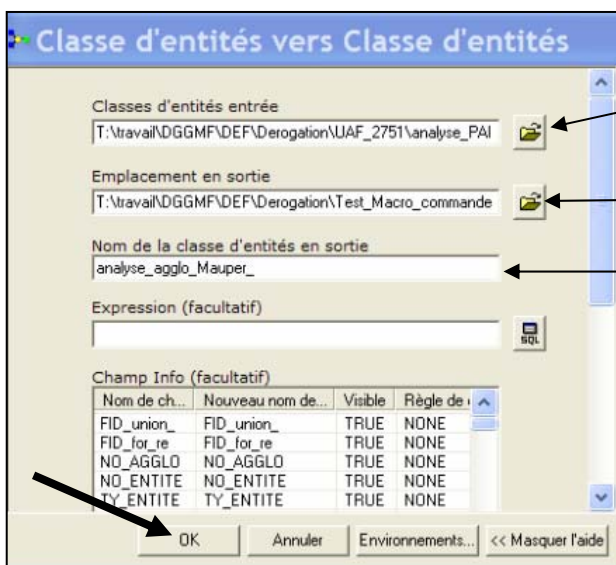 Classe d'entités vers Classe d'entités
Classes d'entités entrée
T:\travail\DGGMF\DEF\Derogation\UAF_2751\analyse_PAI
Emplacement en sortie
T:\travail\DGGMF\DEF\Derogation\Test_Macro_commande
Nom de la classe d'entités en sortie
analyse_agglo_Mauper_
Expression (facultatif)
SQL
Champ Info (facultatif)
Nom de ch... Nouveau nom de... Visible Règle de
FID_union_ FID_union_ TRUE NONE
FID_for_re FID_for_re TRUE NONE
NO_AGGLO NO_AGGLO TRUE NONE
NO_ENTITE NO_ENTITE TRUE NONE
TY_ENTITE TY_ENTITE TRUE NONE
OK Annuler Environnements... << Masquer l'aide